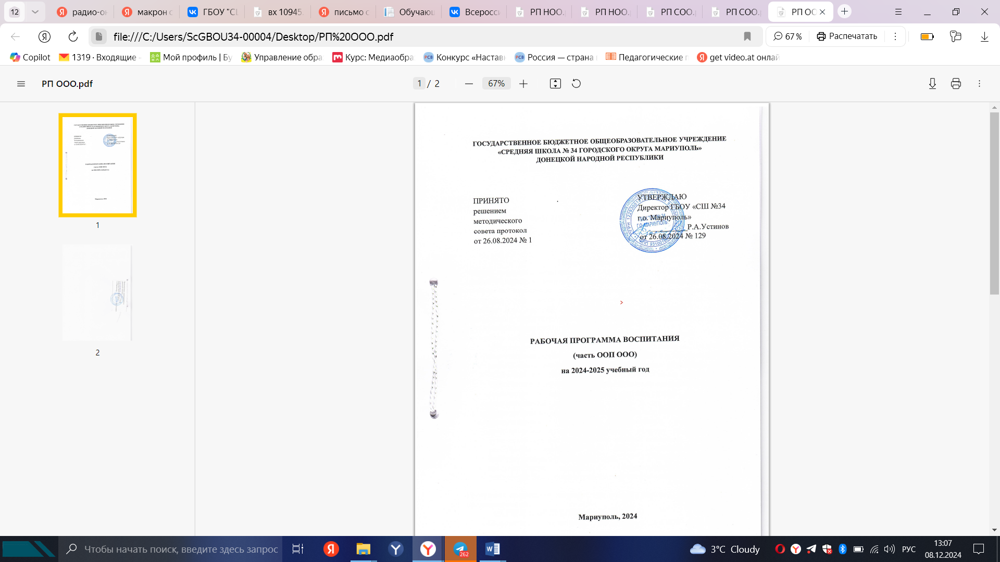 12
радио-он
макрон с
ГБОУ "СШ
вх 10945.
письмо с
Обучающ
Всеросси
РП НОО.р
РП НОО.р
РП СОО.р
РП СОО.р
РП ОО
file:///C:/Users/ScGBOU34-00004/Desktop/РП%20ООО.pdf
67 %
Распечатать
Copilot
1319 · Входящие –
Мой профиль | Бу
Управление обра
Курс: Медиаобра
Конкурс «Наставн
Россия — страна
Педагогические
get video.at онлай
РП ООО.pdf
1 / 2
67%
1
2
ГОСУДАРСТВЕННОЕ БЮДЖЕТНОЕ ОБЩЕОБРАЗОВАТЕЛЬНОЕ УЧРЕЖДЕНИЕ
«СРЕДНЯЯ ШКОЛА № 34 ГОРОДСКОГО ОКРУГА МАРИУПОЛЬ»
ДОНЕЦКОЙ НАРОДНОЙ РЕСПУБЛИКИ
ПРИНЯТО
решением
методического
совета протокол
от 26.08.2024 № 1
УТВЕРЖДАЮ
Директор ГБОУ «СШ №34
г.о. Мариуполь»
Р.А.Устинов
от 26.08.2024 № 129
РАБОЧАЯ ПРОГРАММА ВОСПИТАНИЯ
(часть ООП ООО)
на 2024-2025 учебный год
Мариуполь, 2024
Чтобы начать поиск, введите здесь запрос
262
3°C Cloudy
РУС
13:07
08.12.2024